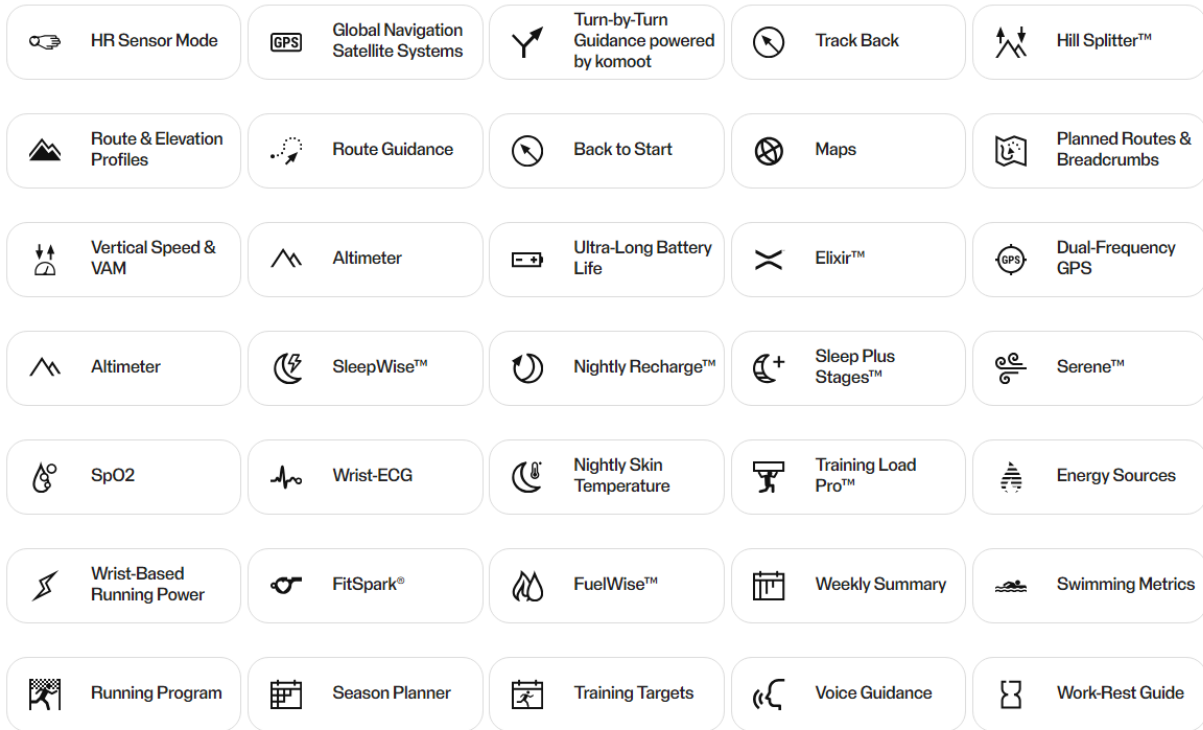 HR Sensor Mode
GPS
Global Navigation
Satellite Systems
Turn-by-Turn
Guidance powered
by komoot
Track Back
Hill Splitter™
Route & Elevation
Profiles
Route Guidance
Back to Start
Maps
Planned Routes &
Breadcrumbs
Vertical Speed &
VAM
Altimeter
Ultra-Long Battery
Life
Elixir™
GPS
Dual-Frequency
GPS
Altimeter
SleepWise™
Nightly Recharge™
Sleep Plus
Stages™
Serene™
SpO2
Wrist-ECG
Nightly Skin
Temperature
Training Load
Pro™
Energy Sources
Wrist-Based
Running Power
FitSpark®
FuelWise™
Weekly Summary
Swimming Metrics
Running Program
Season Planner
Training Targets
Voice Guidance
Work-Rest Guide